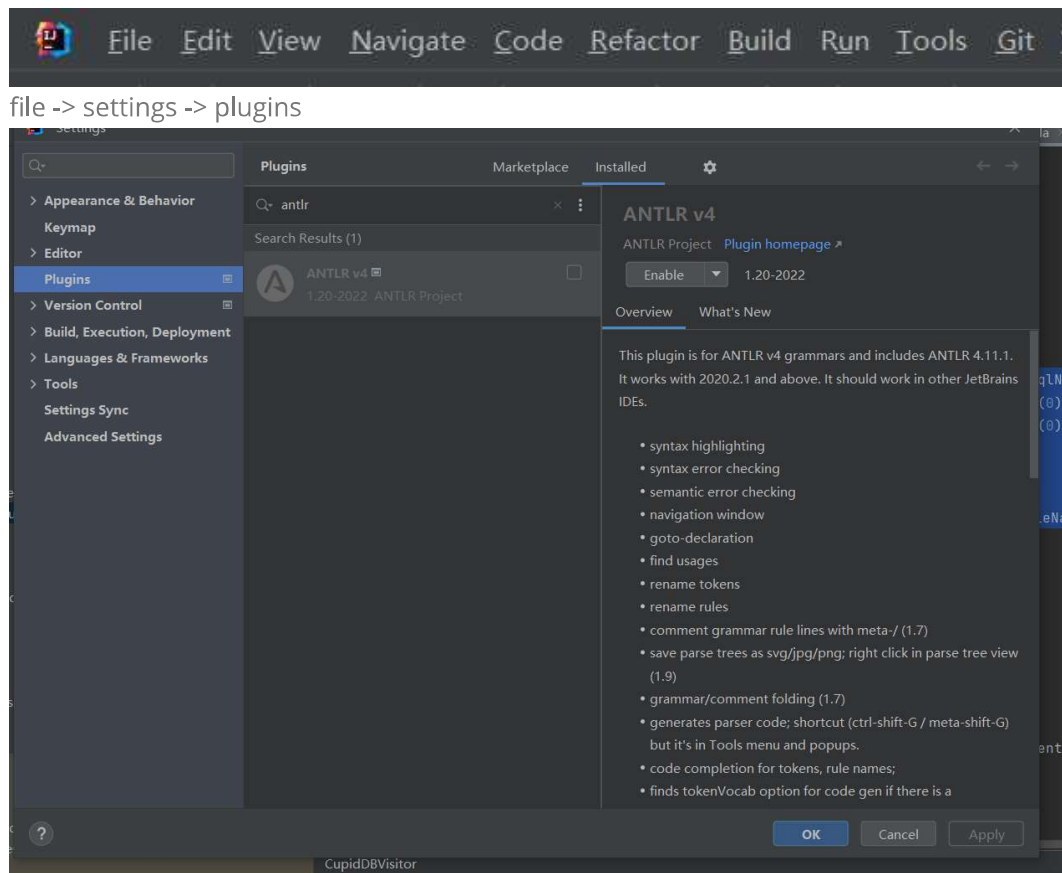 File Edit View Navigate Code Refactor Build Run Tools Git
file -> settings -> plugins
Settings
Plugins Marketplace Installed
Appearance & Behavior
Keymap
Editor
Plugins
Version Control
Build, Execution, Deployment
Languages & Frameworks
Tools
Settings Sync
Advanced Settings
antlr
Search Results (1)
ANTLR v4
1.20-2022 ANTLR Project
ANTLR v4
ANTLR Project Plugin homepage ↗
Enable 1.20-2022
Overview What's New
This plugin is for ANTLR v4 grammars and includes ANTLR 4.11.1.
It works with 2020.2.1 and above. It should work in other JetBrains
IDEs.
• syntax highlighting
• syntax error checking
• semantic error checking
• navigation window
• goto-declaration
• find usages
• rename tokens
• rename rules
• comment grammar rule lines with meta-/ (1.7)
• save parse trees as svg/jpg/png; right click in parse tree view
(1.9)
• grammar/comment folding (1.7)
• generates parser code; shortcut (ctrl-shift-G / meta-shift-G)
but it's in Tools menu and popups.
• code completion for tokens, rule names;
• finds tokenVocab option for code gen if there is a
? OK Cancel Apply
CupidDBVisitor